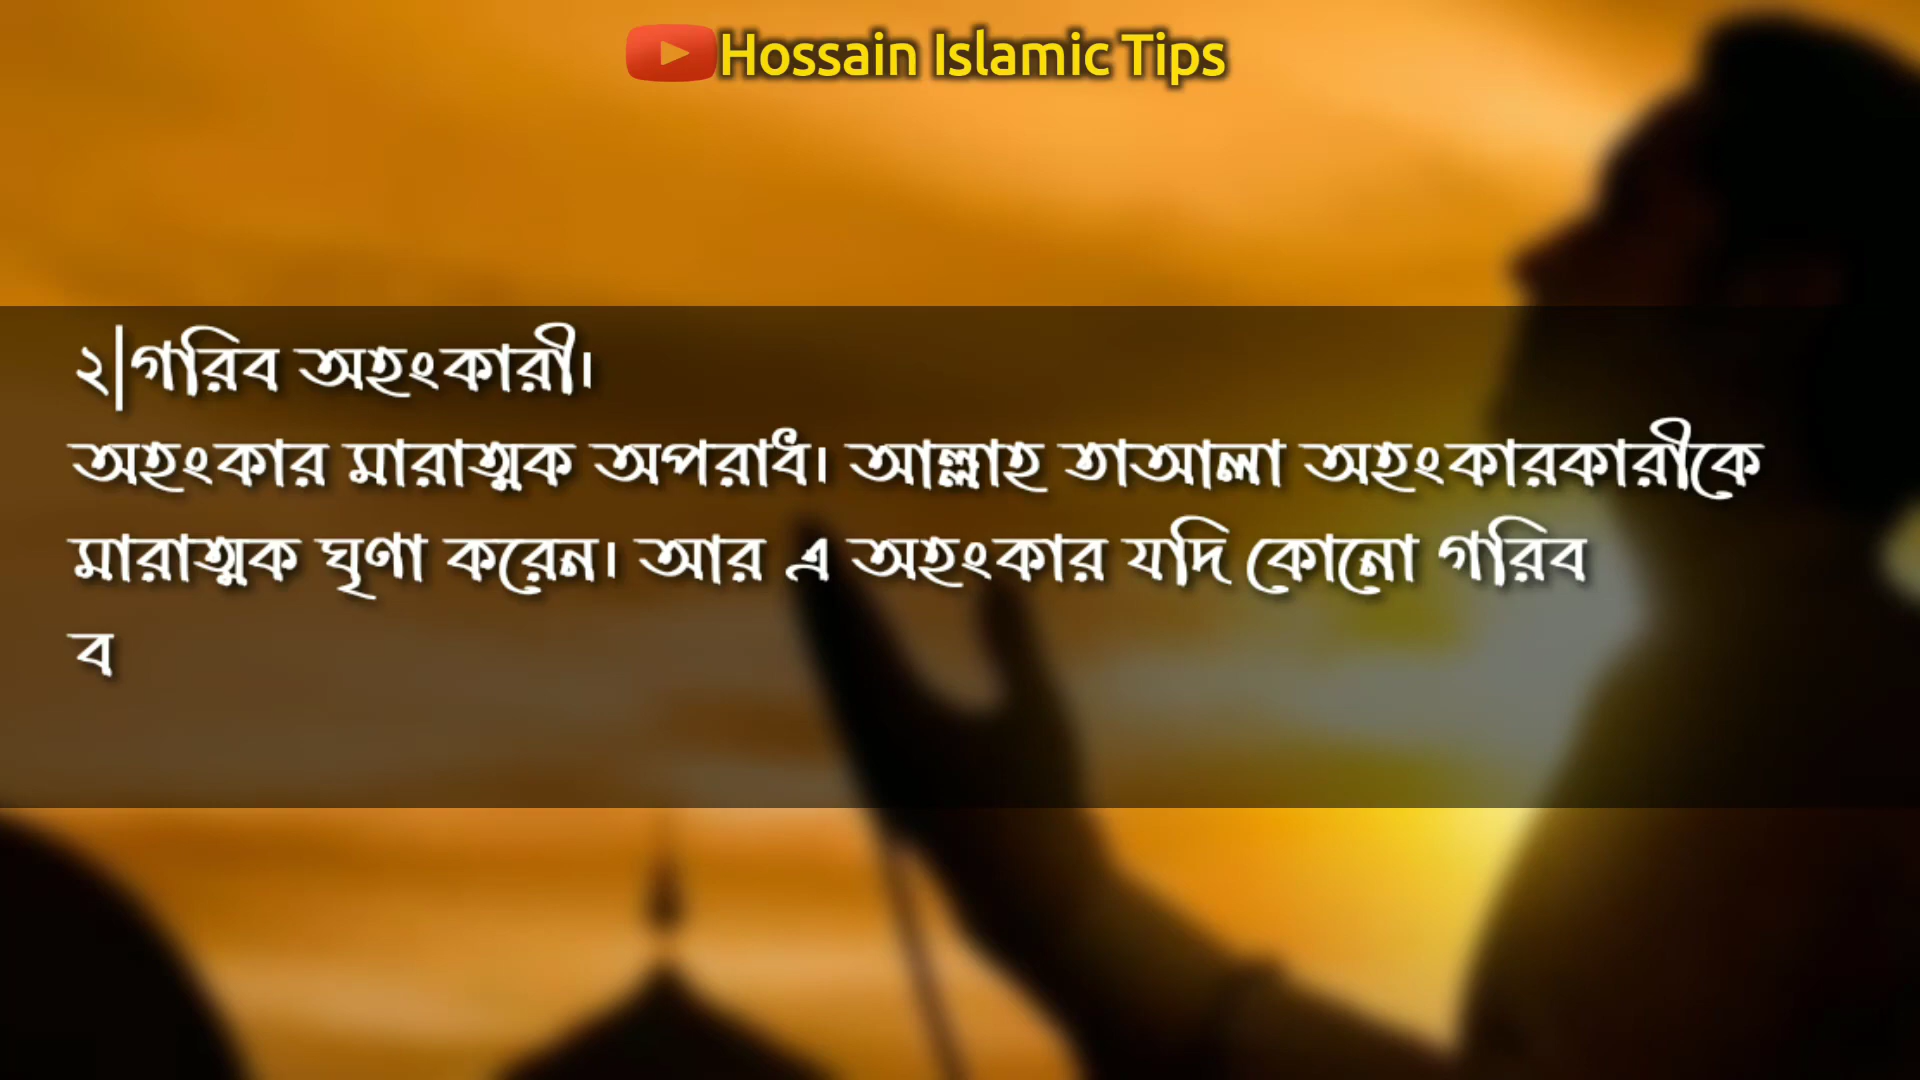 Hossain Islamic Tips
২|গরিব অহংকারী।
অহংকার মারাত্মক অপরাধ। আল্লাহ তাআলা অহংকারকারীকে
মারাত্মক ঘৃণা করেন। আর এ অহংকার যদি কোনো গরিব
ব